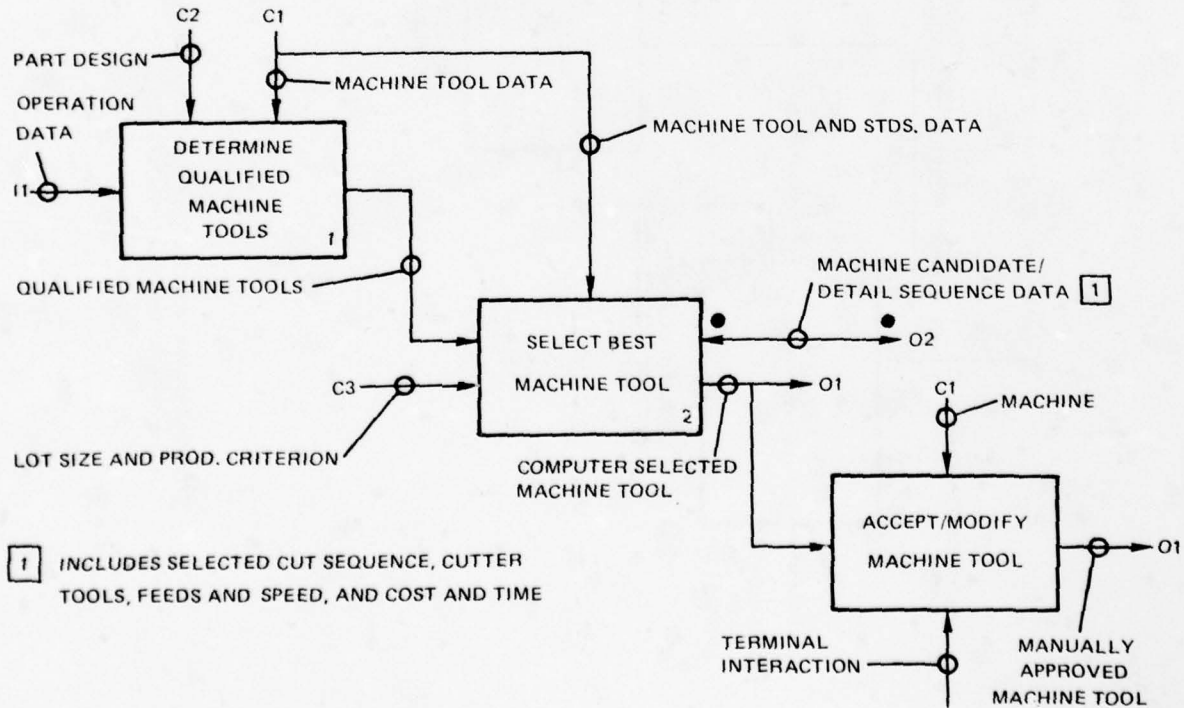 C2
C1
PART DESIGN
MACHINE TOOL DATA
OPERATION
DATA
MACHINE TOOL AND STDS. DATA
I1
DETERMINE
QUALIFIED
MACHINE
TOOLS
1
QUALIFIED MACHINE TOOLS
MACHINE CANDIDATE/
DETAIL SEQUENCE DATA 1
SELECT BEST
MACHINE TOOL
2
O2
C3
O1
C1
MACHINE
LOT SIZE AND PROD. CRITERION
COMPUTER SELECTED
MACHINE TOOL
ACCEPT/MODIFY
MACHINE TOOL
O1
1 INCLUDES SELECTED CUT SEQUENCE, CUTTER
TOOLS, FEEDS AND SPEED, AND COST AND TIME
TERMINAL
INTERACTION
MANUALLY
APPROVED
MACHINE TOOL